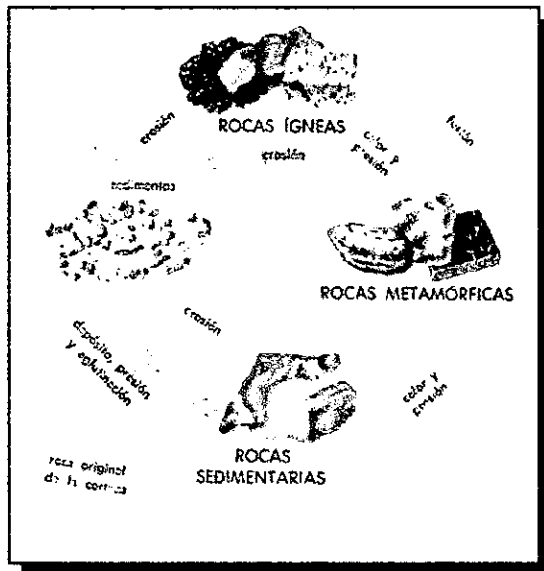 ROCAS ÍGNEAS
erosión
erosión
calor y
presión
fusión
sedimentos
ROCAS METAMÓRFICAS
erosión
depósito, presión
y aglutinación
calor y
presión
ROCAS
SEDIMENTARIAS
roca original
de la corteza